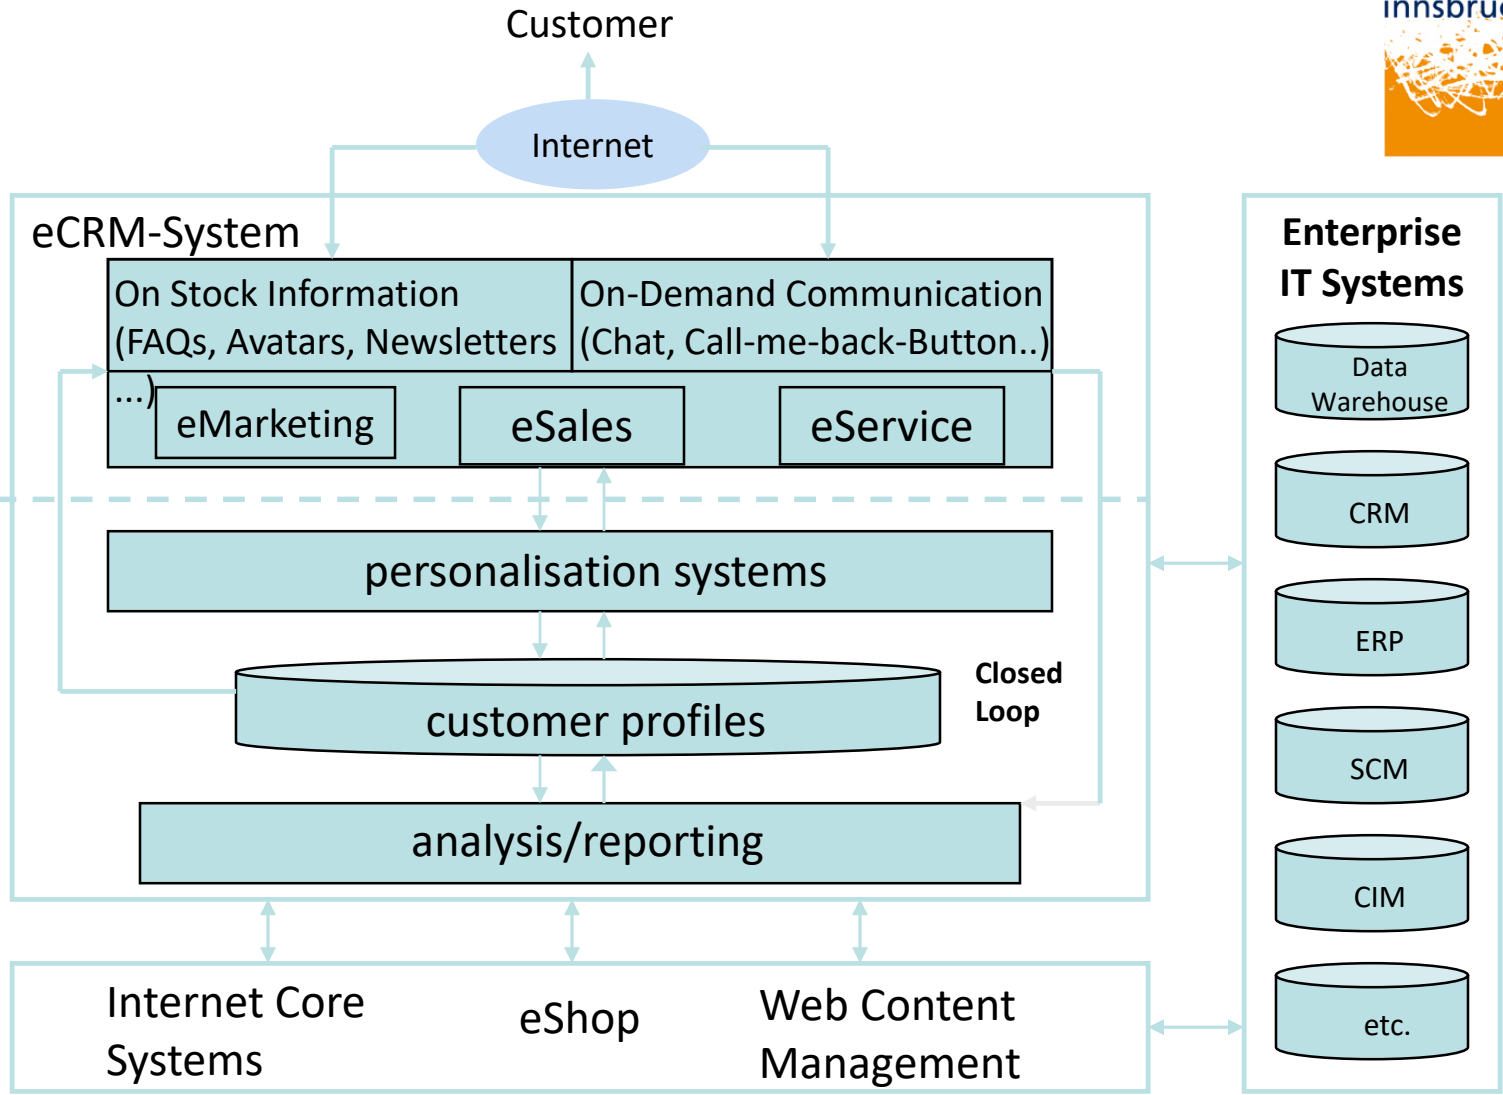 innsbruc
Customer
Internet
eCRM-System
On Stock Information
(FAQs, Avatars, Newsletters
...)
On-Demand Communication
(Chat, Call-me-back-Button..)
eMarketing
eSales
eService
personalisation systems
customer profiles
Closed
Loop
analysis/reporting
Internet Core
Systems
eShop
Web Content
Management
Enterprise
IT Systems
Data
Warehouse
CRM
ERP
SCM
CIM
etc.